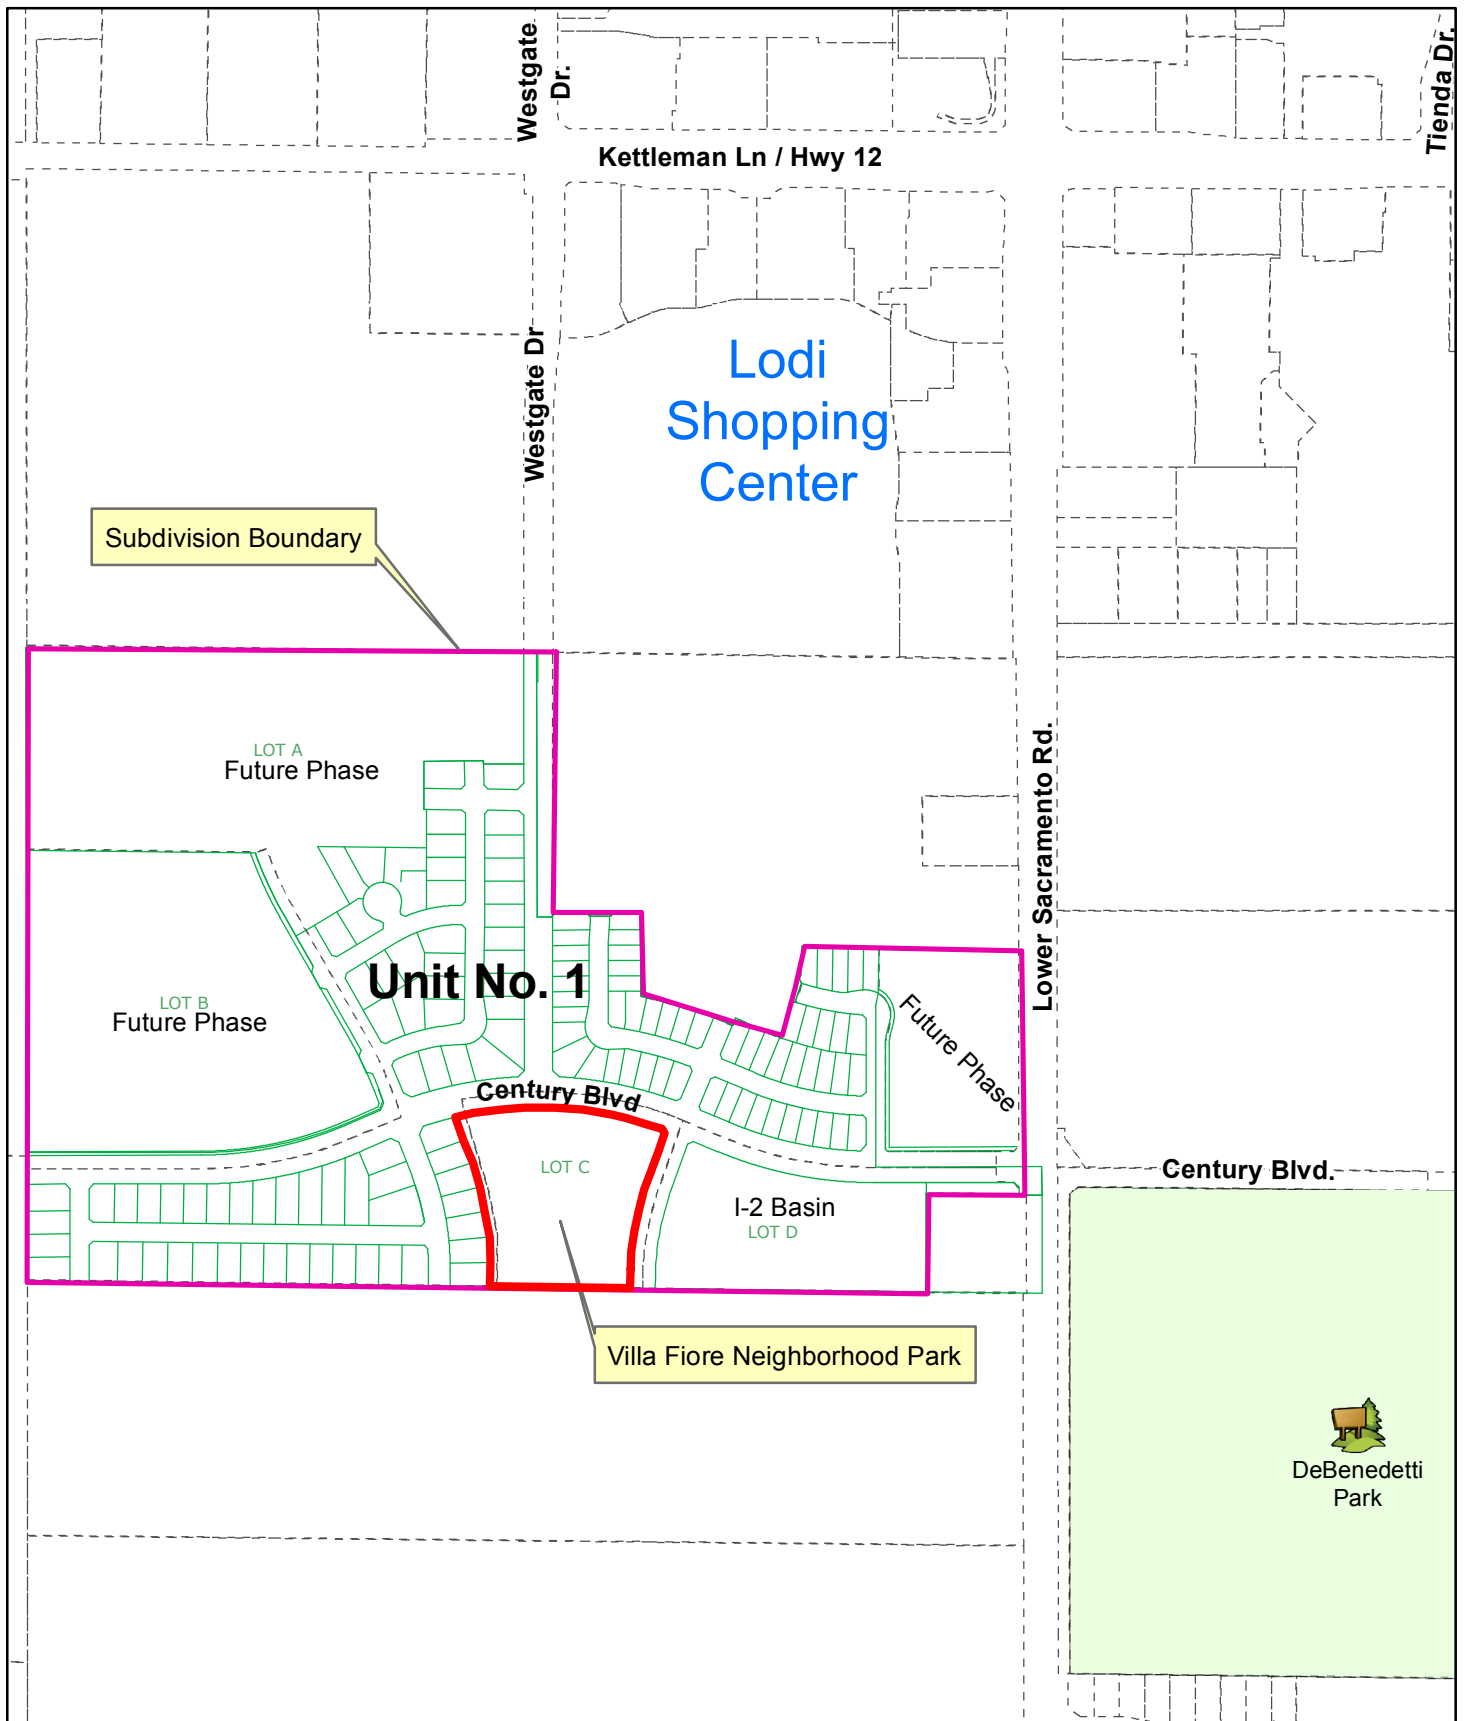 Westgate
Dr.
Tienda Dr.
Kettleman Ln / Hwy 12
Westgate Dr
Lodi
Shopping
Center
Subdivision Boundary
LOT A
Future Phase
Lower Sacramento Rd.
Unit No. 1
LOT B
Future Phase
Future Phase
Century Blvd
LOT C
Century Blvd.
I-2 Basin
LOT D
Villa Fiore Neighborhood Park
DeBenedetti
Park